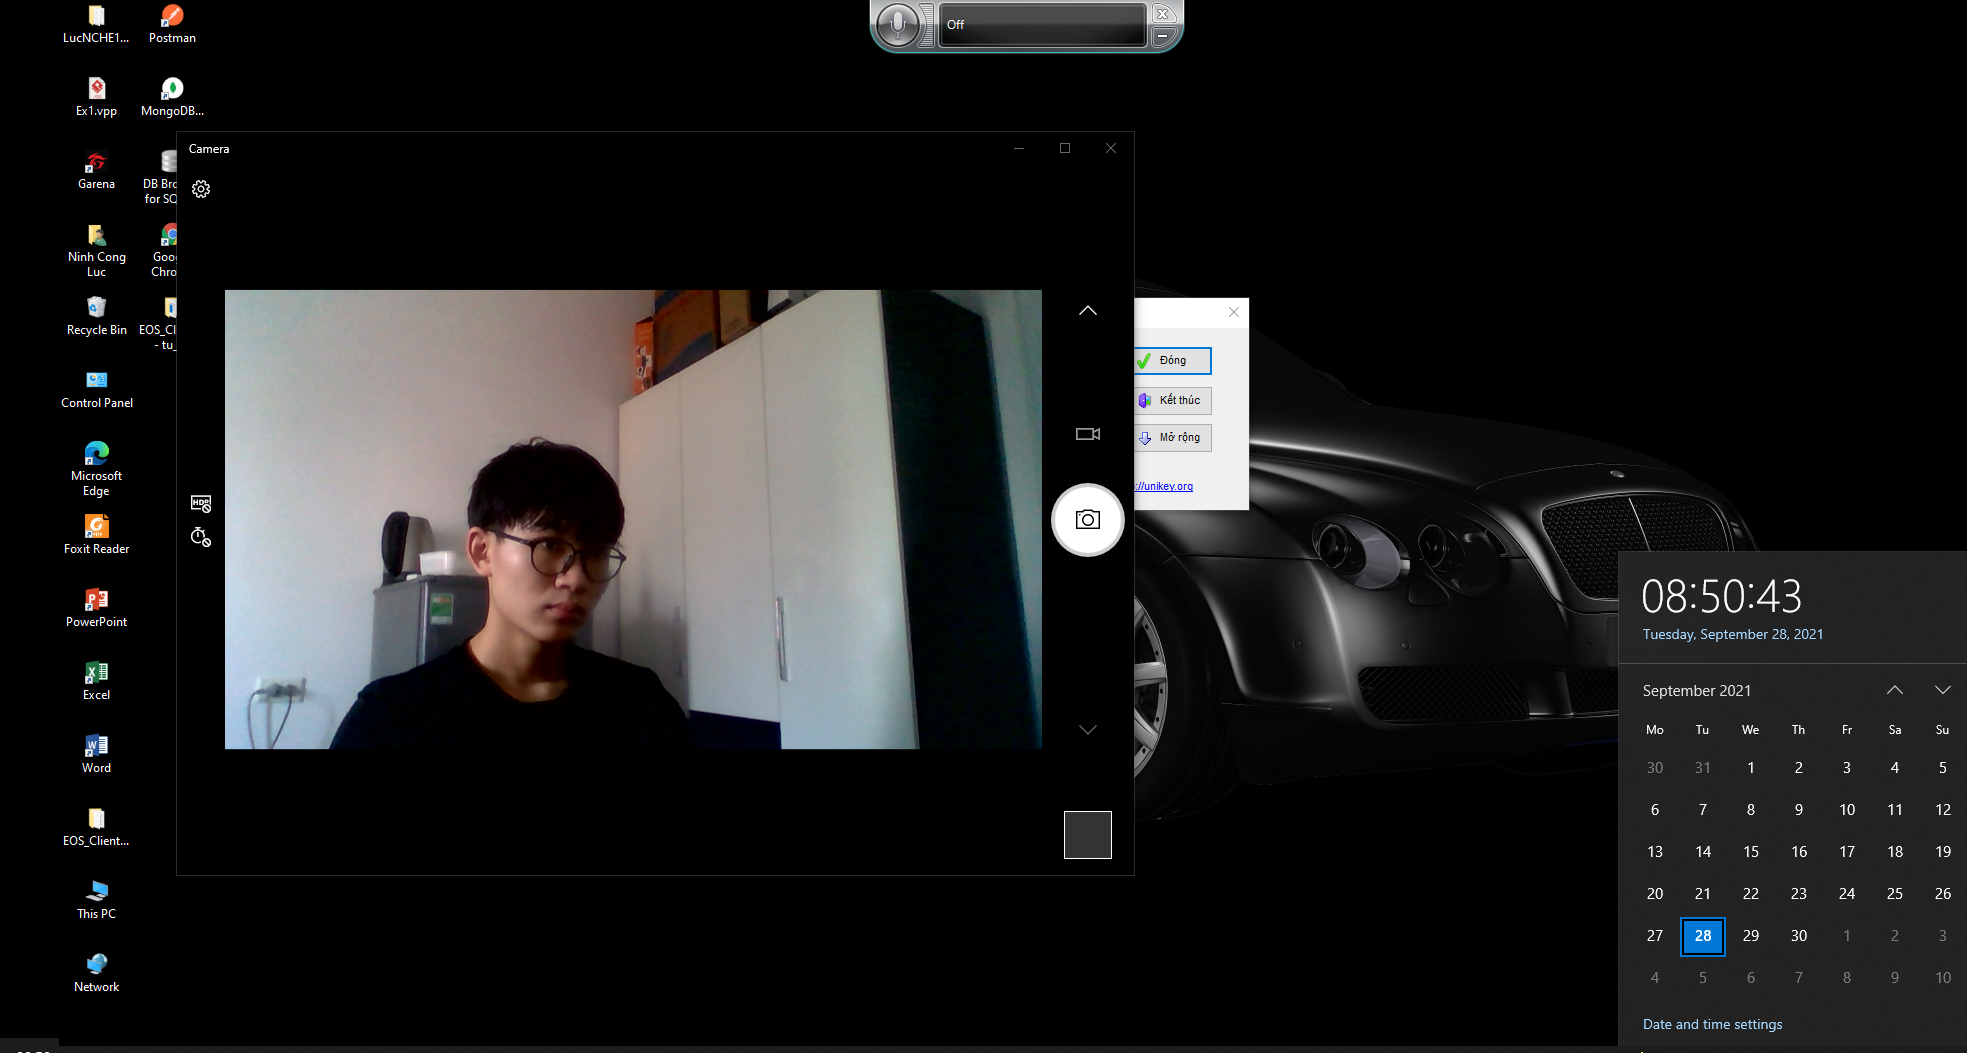 LucNCHE1...
Postman
Ex1.vpp
MongoDB...
Garena
DB Bro
for SQ
Ninh Cong
Luc
Goo
Chro
Recycle Bin
EOS_Cl
- tu_
Control Panel
Microsoft
Edge
Foxit Reader
PowerPoint
Excel
Word
EOS_Client...
This PC
Network
Off
Camera
HDR
Đóng
Kết thúc
Mở rộng
://unikey.org
08:50:43
Tuesday, September 28, 2021
September 2021
Mo Tu We Th Fr Sa Su
30 31 1 2 3 4 5
6 7 8 9 10 11 12
13 14 15 16 17 18 19
20 21 22 23 24 25 26
27 28 29 30 1 2 3
4 5 6 7 8 9 10
Date and time settings